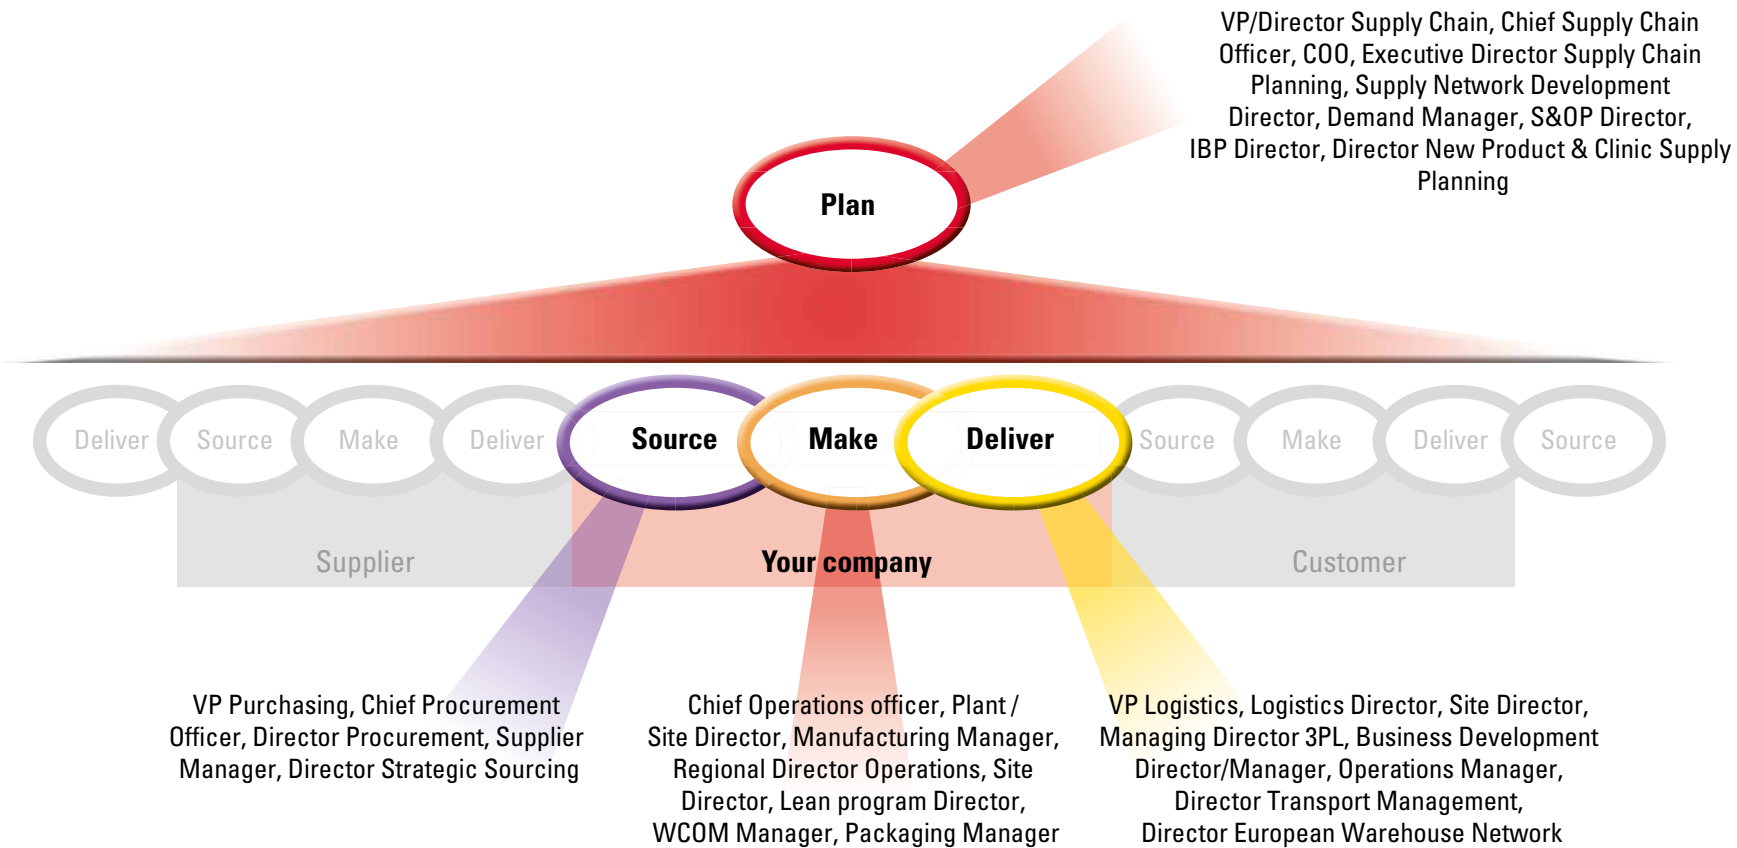 VP/Director Supply Chain, Chief Supply Chain
Officer, COO, Executive Director Supply Chain
Planning, Supply Network Development
Director, Demand Manager, S&OP Director,
IBP Director, Director New Product & Clinic Supply
Planning
Plan
Deliver Source Make Deliver Source Make Deliver Source Make Deliver Source
Supplier Your company Customer
VP Purchasing, Chief Procurement
Officer, Director Procurement, Supplier
Manager, Director Strategic Sourcing
Chief Operations officer, Plant /
Site Director, Manufacturing Manager,
Regional Director Operations, Site
Director, Lean program Director,
WCOM Manager, Packaging Manager
VP Logistics, Logistics Director, Site Director,
Managing Director 3PL, Business Development
Director/Manager, Operations Manager,
Director Transport Management,
Director European Warehouse Network